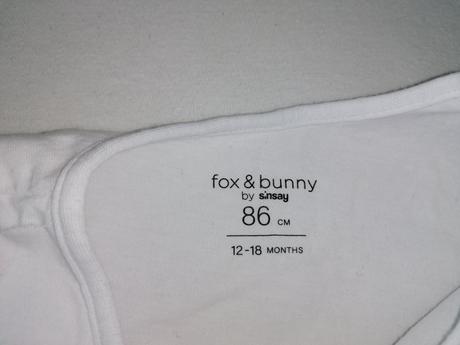 fox & bunny
by sinsay
86 CM
12-18 MONTHS